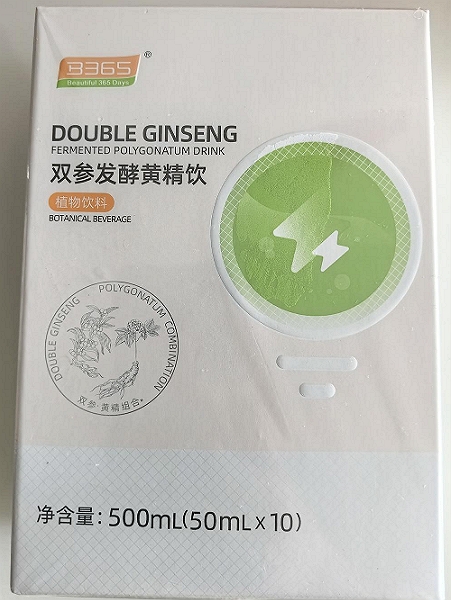 B365®
Beautiful 365 Days
DOUBLE GINSENG
FERMENTED POLYGONATUM DRINK
双参发酵黄精饮
植物饮料
BOTANICAL BEVERAGE
DOUBLE GINSENG POLYGONATUM COMBINATION
双参·黄精组合
净含量: 500mL(50mL x 10)